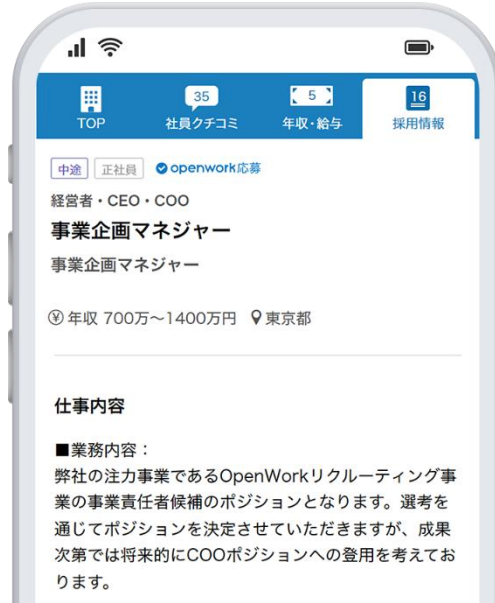 35
5
16
TOP
社員クチコミ
年収・給与
採用情報
中途
正社員
openwork応募
経営者・CEO・COO
事業企画マネジャー
事業企画マネジャー
年収 700万～1400万円
東京都
仕事内容
■業務内容：
弊社の注力事業であるOpenWorkリクルーティング事
業の事業責任者候補のポジションとなります。選考を
通じてポジションを決定させていただきますが、成果
次第では将来的にCOOポジションへの登用を考えてお
ります。